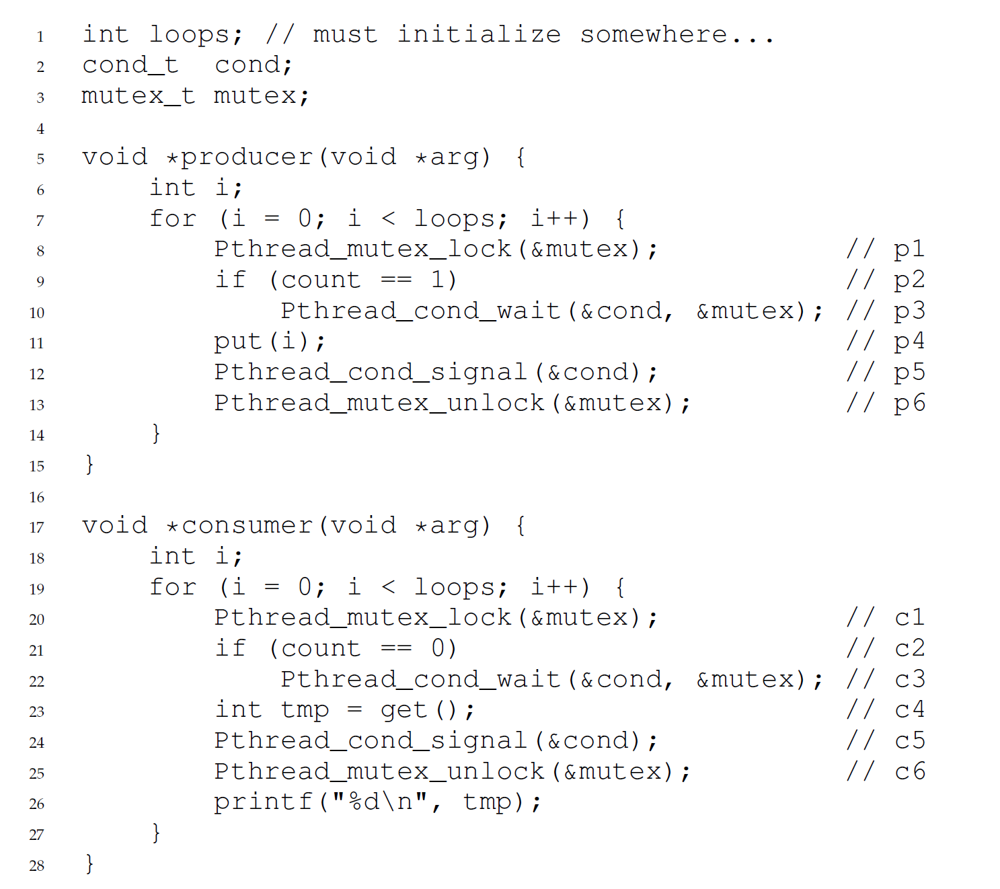 1 int loops; // must initialize somewhere...
2 cond_t  cond;
3 mutex_t mutex;
4
5 void *producer(void *arg) {
6     int i;
7     for (i = 0; i < loops; i++) {
8         Pthread_mutex_lock(&mutex);            // p1
9         if (count == 1)                        // p2
10             Pthread_cond_wait(&cond, &mutex); // p3
11         put(i);                                // p4
12         Pthread_cond_signal(&cond);            // p5
13         Pthread_mutex_unlock(&mutex);          // p6
14     }
15 }
16
17 void *consumer(void *arg) {
18     int i;
19     for (i = 0; i < loops; i++) {
20         Pthread_mutex_lock(&mutex);            // c1
21         if (count == 0)                        // c2
22             Pthread_cond_wait(&cond, &mutex); // c3
23         int tmp = get();                       // c4
24         Pthread_cond_signal(&cond);            // c5
25         Pthread_mutex_unlock(&mutex);          // c6
26         printf("%d\n", tmp);
27     }
28 }